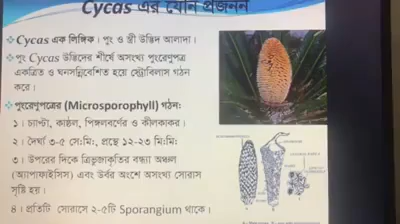 Cycas এর যৌন প্রজনন
Cycas এক লিঙ্গিক। পুং ও স্ত্রী উদ্ভিদ আলাদা।
পুং Cycas উদ্ভিদের শীর্ষে অসংখ্য পুংরেণুপত্র
একত্রিত ও ঘনসন্নিবেশিত হয়ে স্ট্রোবিলাস গঠন
করে।
পুংরেণুপত্রের (Microsporophyll) গঠন:
১। চ্যাপ্টা, কাষ্ঠল, পিঙ্গলবর্ণের ও কীলকাকার।
২। দৈর্ঘ্য ৩-৫ সে:মি:, প্রস্থে ১২-২৩ মি:মি:
৩। উপরের দিকে ত্রিভুজাকৃতির বন্ধ্যা অঞ্চল
(অ্যাপাফাইসিস) এবং উর্বর অংশে অসংখ্য সোরাস
সৃষ্টি হয়।
৪। প্রতিটি সোরাসে ২-৫টি Sporangium থাকে।